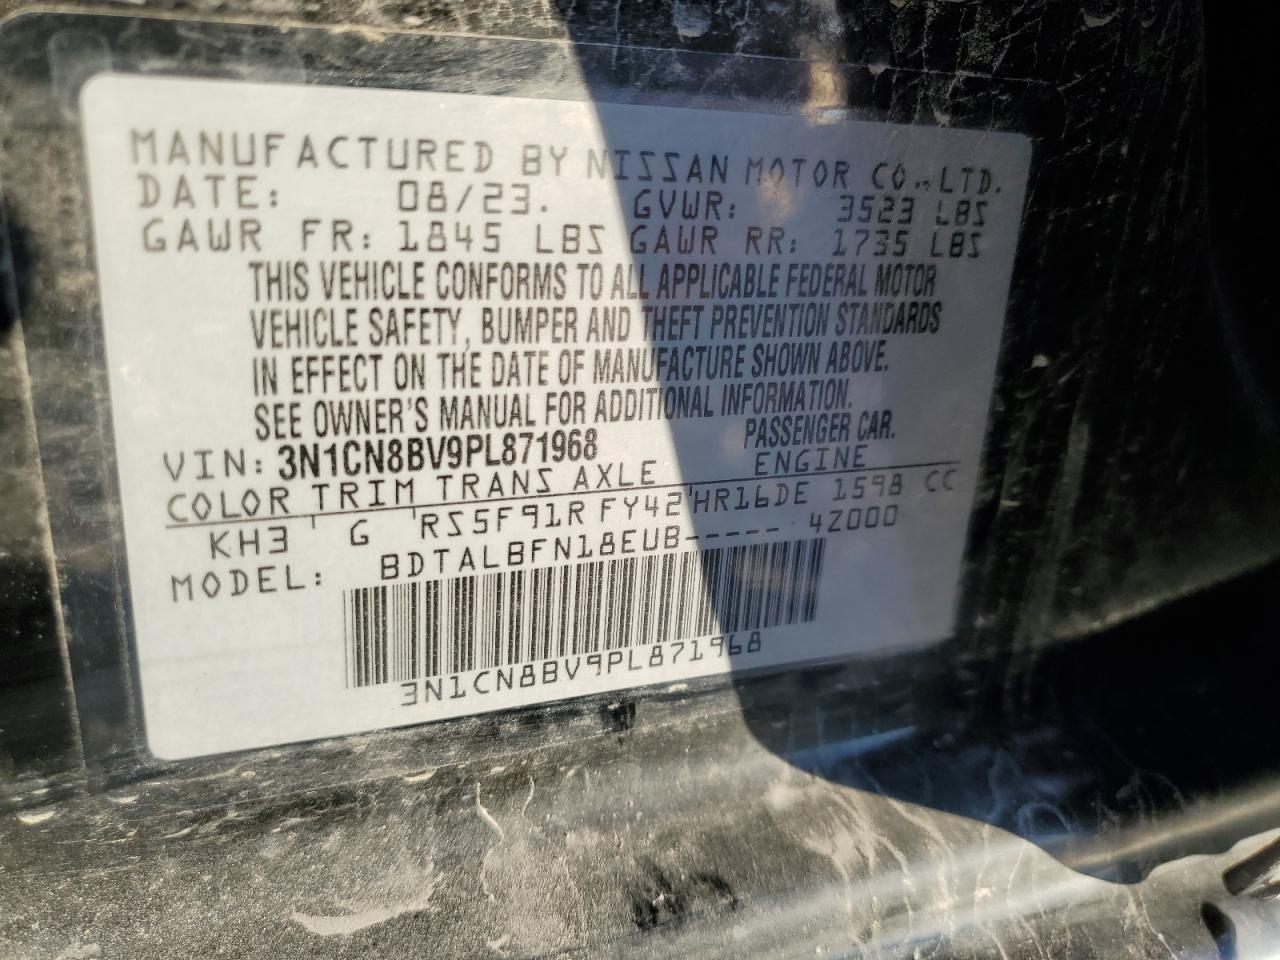 MANUFACTURED BY NISSAN MOTOR CO., LTD.
DATE: 08/23. GVWR: 3523 LBS
GAWR FR: 1845 LBS GAWR RR: 1735 LBS
THIS VEHICLE CONFORMS TO ALL APPLICABLE FEDERAL MOTOR
VEHICLE SAFETY, BUMPER AND THEFT PREVENTION STANDARDS
IN EFFECT ON THE DATE OF MANUFACTURE SHOWN ABOVE.
SEE OWNER'S MANUAL FOR ADDITIONAL INFORMATION.
VIN: 3N1CN8BV9PL871968 PASSENGER CAR.
COLOR TRIM TRANS AXLE ENGINE
KH3 G RS5F91R FY42 HR16DE 1598 CC
MODEL: BDTALBFN18EUB----- 4Z000
3N1CN8BV9PL871968